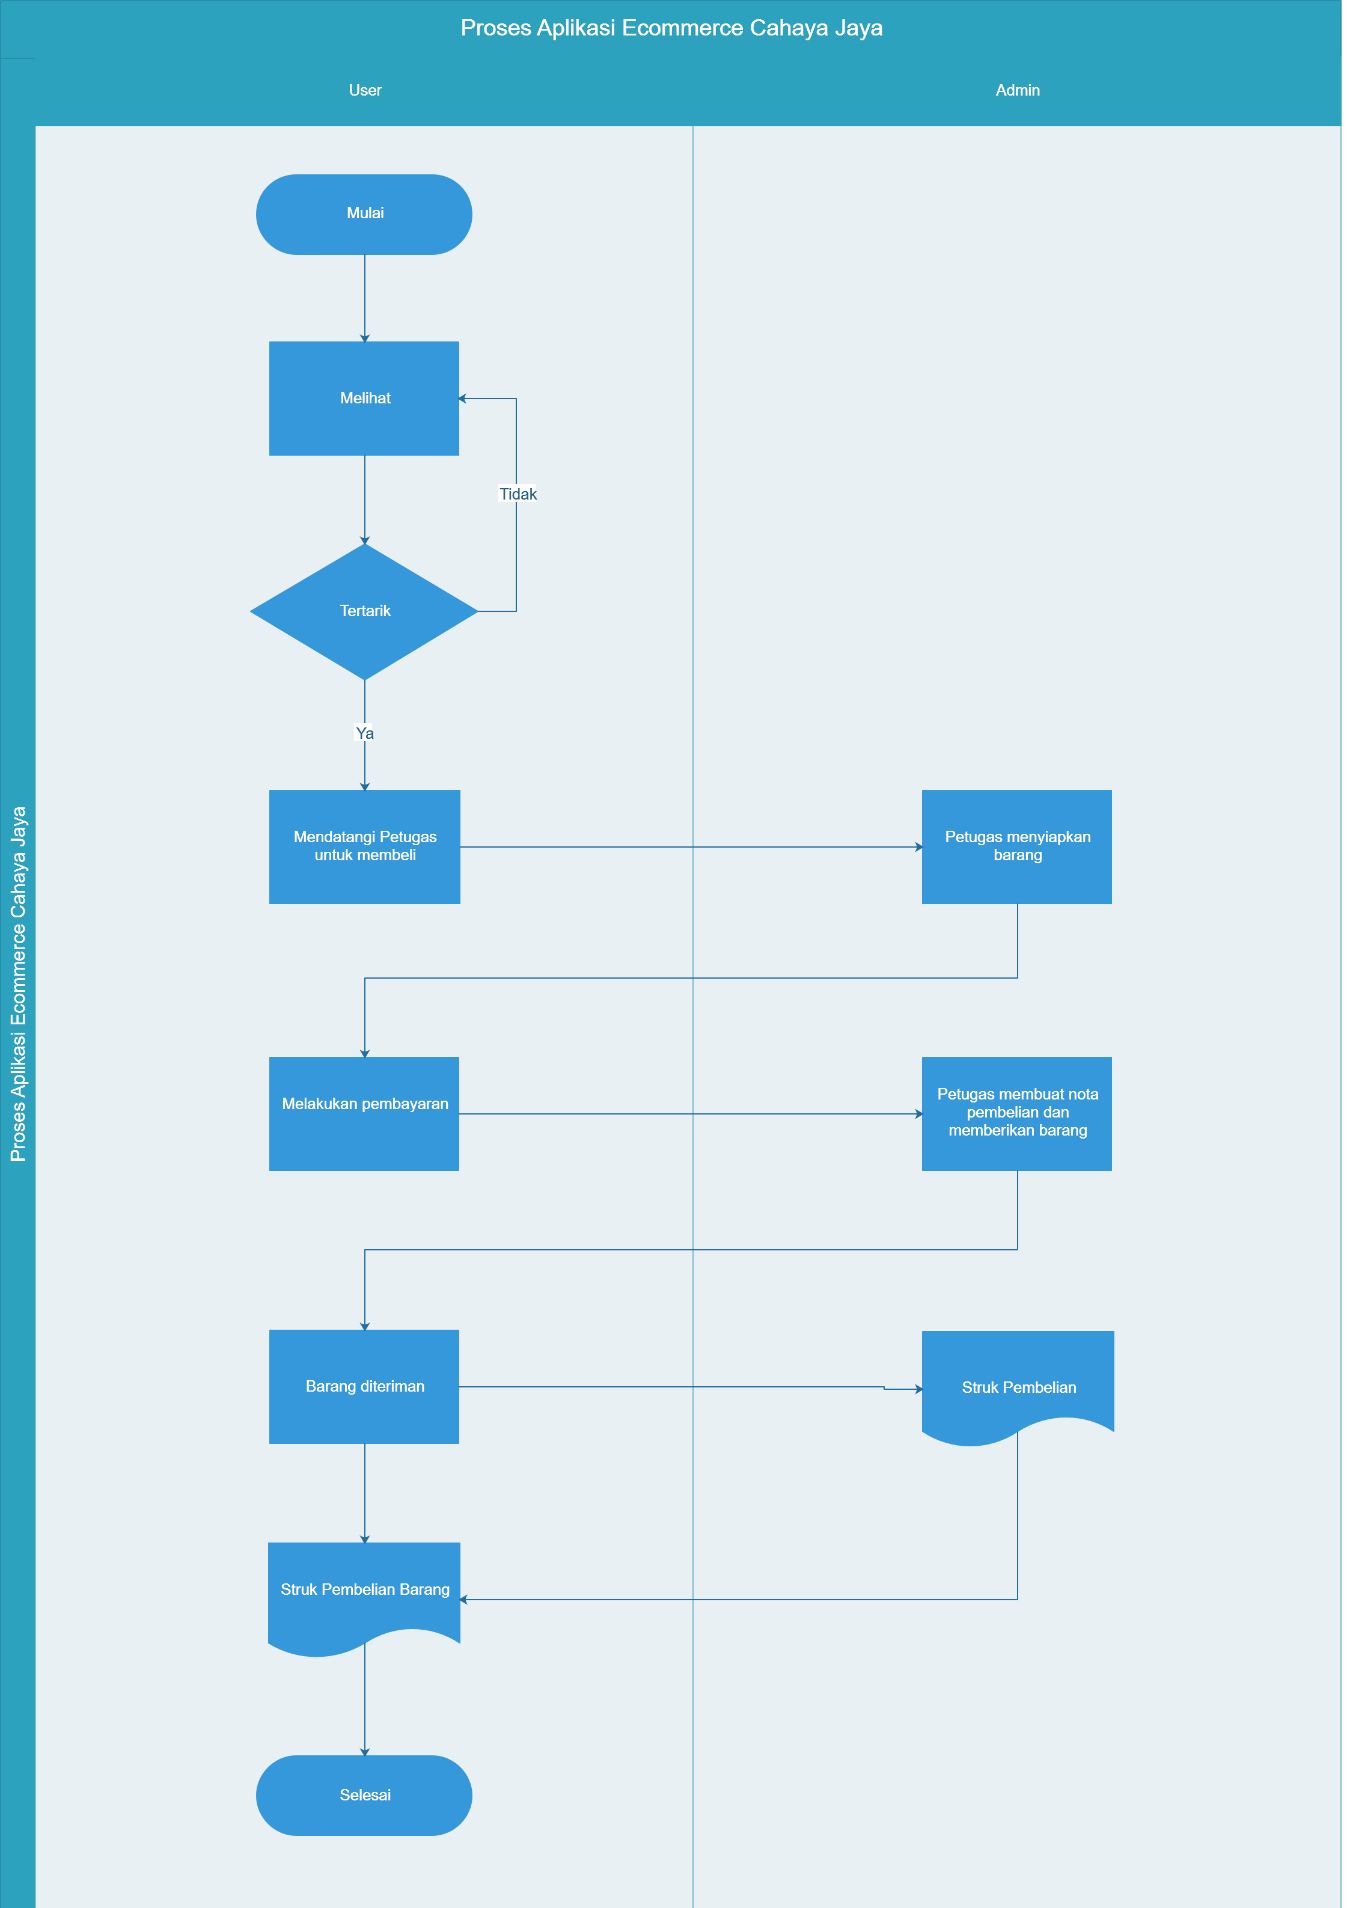 Proses Aplikasi Ecommerce Cahaya Jaya
User
Admin
Proses Aplikasi Ecommerce Cahaya Jaya
Mulai
Melihat
Tidak
Tertarik
Ya
Mendatangi Petugas
untuk membeli
Petugas menyiapkan
barang
Melakukan pembayaran
Petugas membuat nota
pembelian dan
memberikan barang
Barang diteriman
Struk Pembelian
Struk Pembelian Barang
Selesai